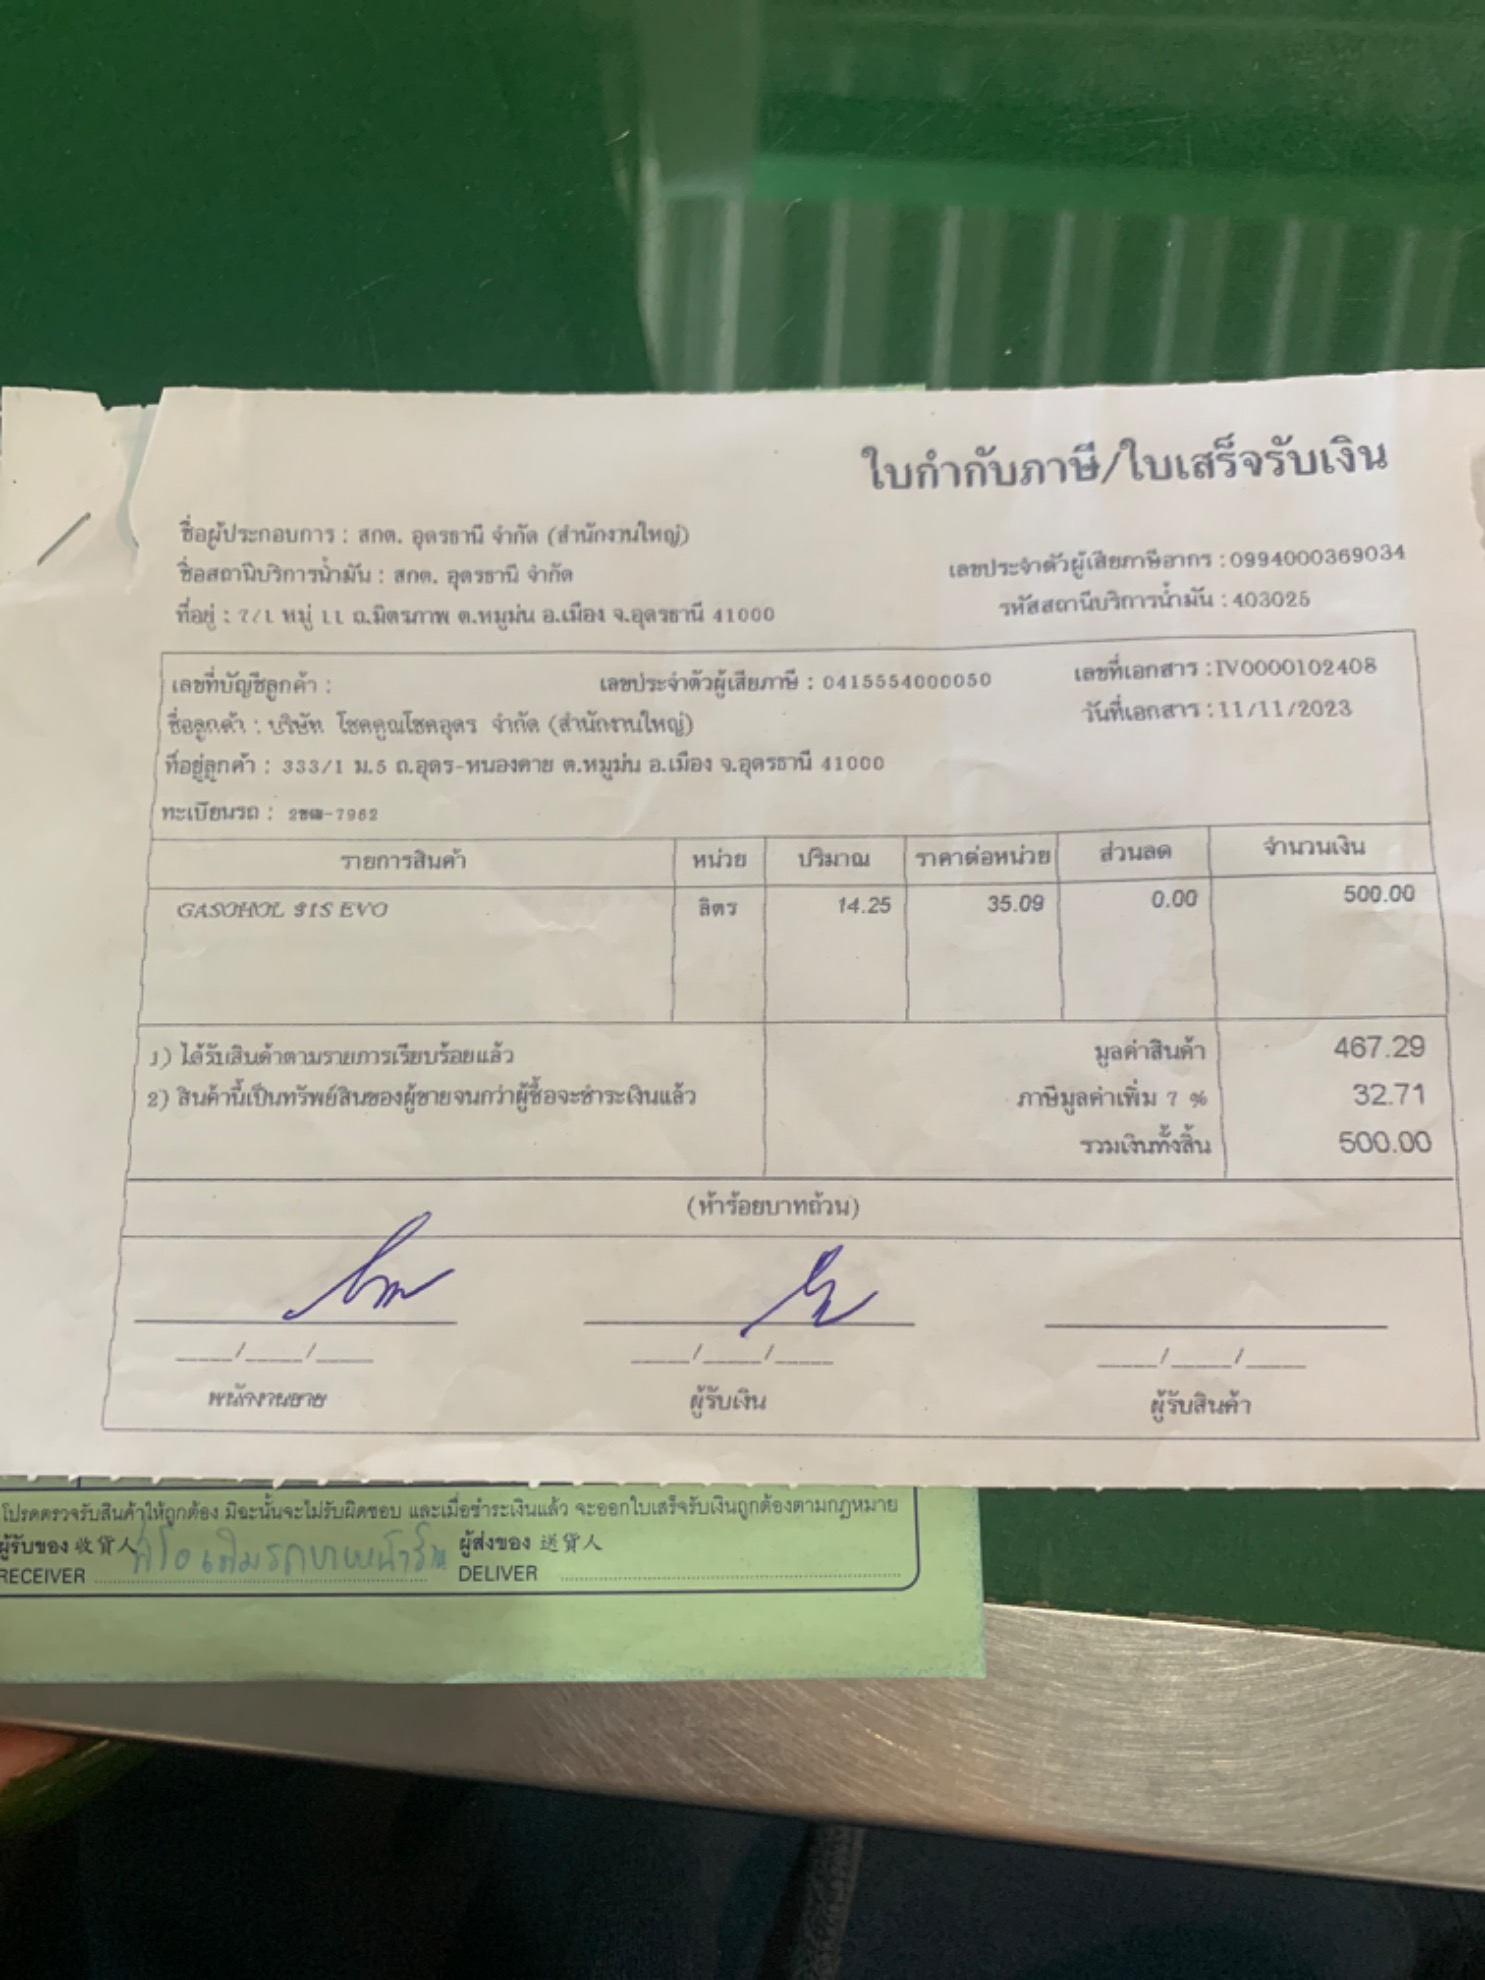 ใบกำกับภาษี/ใบเสร็จรับเงิน
ชื่อผู้ประกอบการ : สกต. อุดรธานี จำกัด (สำนักงานใหญ่)
ชื่อสถานีบริการน้ำมัน : สกต. อุดรธานี จำกัด
เลขประจำตัวผู้เสียภาษีอากร : 0994000369034
ที่อยู่ : 7/1 หมู่ 11 ถ.มิตรภาพ ต.หมูม่น อ.เมือง จ.อุดรธานี 41000
รหัสสถานีบริการน้ำมัน : 403025
เลขที่บัญชีลูกค้า : เลขประจำตัวผู้เสียภาษี : 0415554000050 เลขที่เอกสาร : IV0000102408
ชื่อลูกค้า : บริษัท โชคคูณโชคอุดร จำกัด (สำนักงานใหญ่) วันที่เอกสาร : 11/11/2023
ที่อยู่ลูกค้า : 333/1 ม.5 ถ.อุดร-หนองคาย ต.หมูม่น อ.เมือง จ.อุดรธานี 41000
ทะเบียนรถ : -7962
รายการสินค้า หน่วย ปริมาณ ราคาต่อหน่วย ส่วนลด จำนวนเงิน
GASOHOL 91S EVO ลิตร 14.25 35.09 0.00 500.00
1) ได้รับสินค้าตามรายการเรียบร้อยแล้ว มูลค่าสินค้า 467.29
2) สินค้านี้เป็นทรัพย์สินของผู้ขายจนกว่าผู้ซื้อจะชำระเงินแล้ว ภาษีมูลค่าเพิ่ม 7 % 32.71
รวมเงินทั้งสิ้น 500.00
(ห้าร้อยบาทถ้วน)
____/____/____ ____/____/____ ____/____/____
พนักงานขาย ผู้รับเงิน ผู้รับสินค้า
โปรดตรวจรับสินค้าให้ถูกต้อง มิฉะนั้นจะไม่รับผิดชอบ และเมื่อชำระเงินแล้ว จะออกใบเสร็จรับเงินถูกต้องตามกฎหมาย
ผู้รับของ 收貨人 ผู้ส่งของ 送貨人
RECEIVER DELIVER